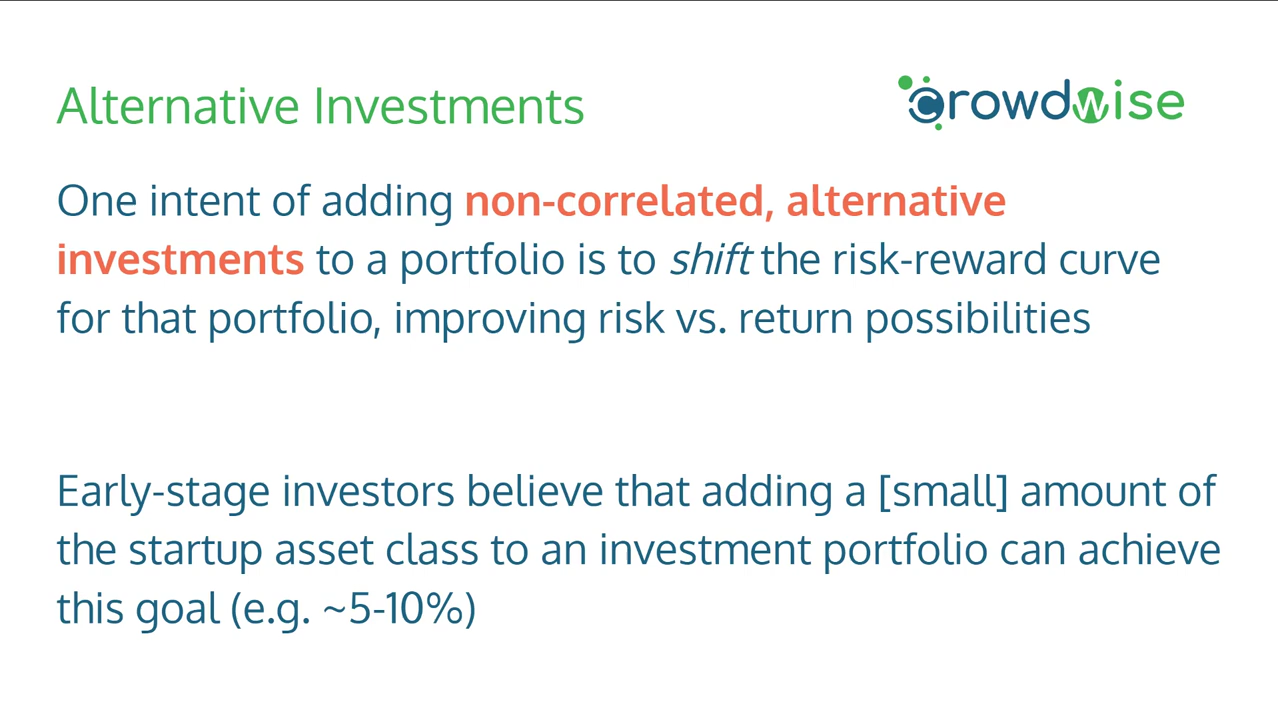 Alternative Investments
crowdwise
One intent of adding non-correlated, alternative
investments to a portfolio is to shift the risk-reward curve
for that portfolio, improving risk vs. return possibilities
Early-stage investors believe that adding a [small] amount of
the startup asset class to an investment portfolio can achieve
this goal (e.g. ~5-10%)